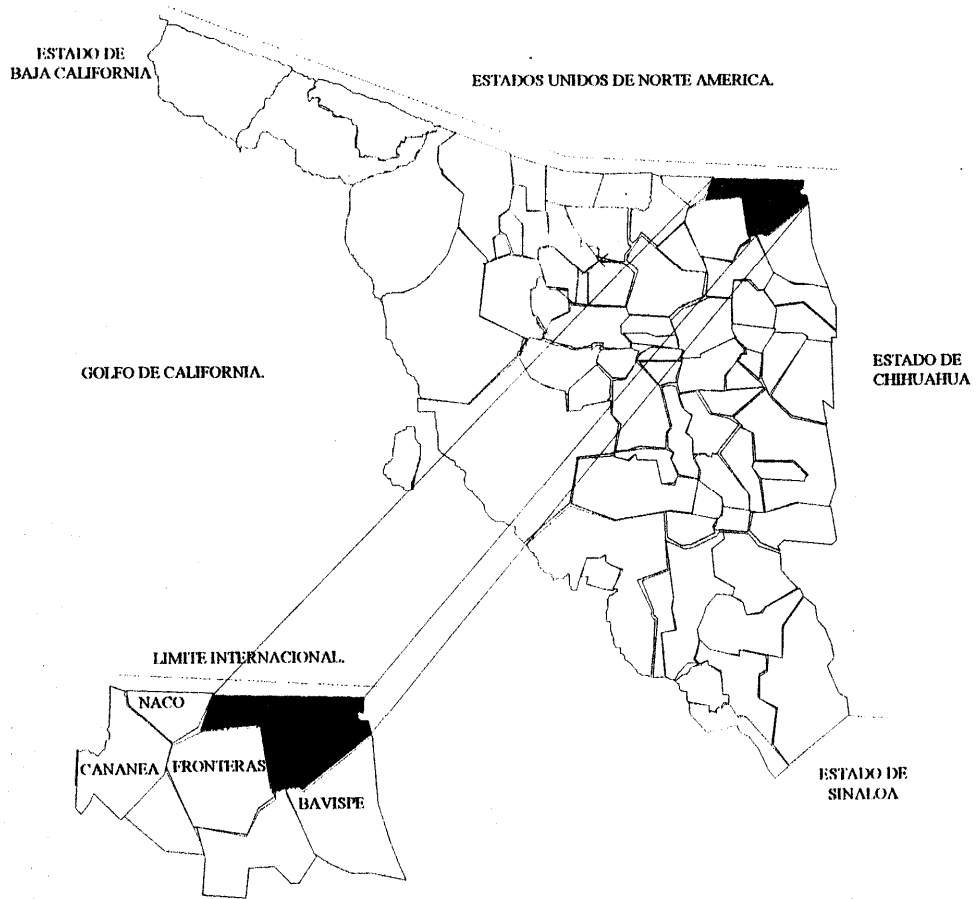 ESTADO DE
BAJA CALIFORNIA
ESTADOS UNIDOS DE NORTE AMERICA.
GOLFO DE CALIFORNIA.
ESTADO DE
CHIHUAHUA
LIMITE INTERNACIONAL.
NACO
CANANEA
FRONTERAS
BAVISPE
ESTADO DE
SINALOA